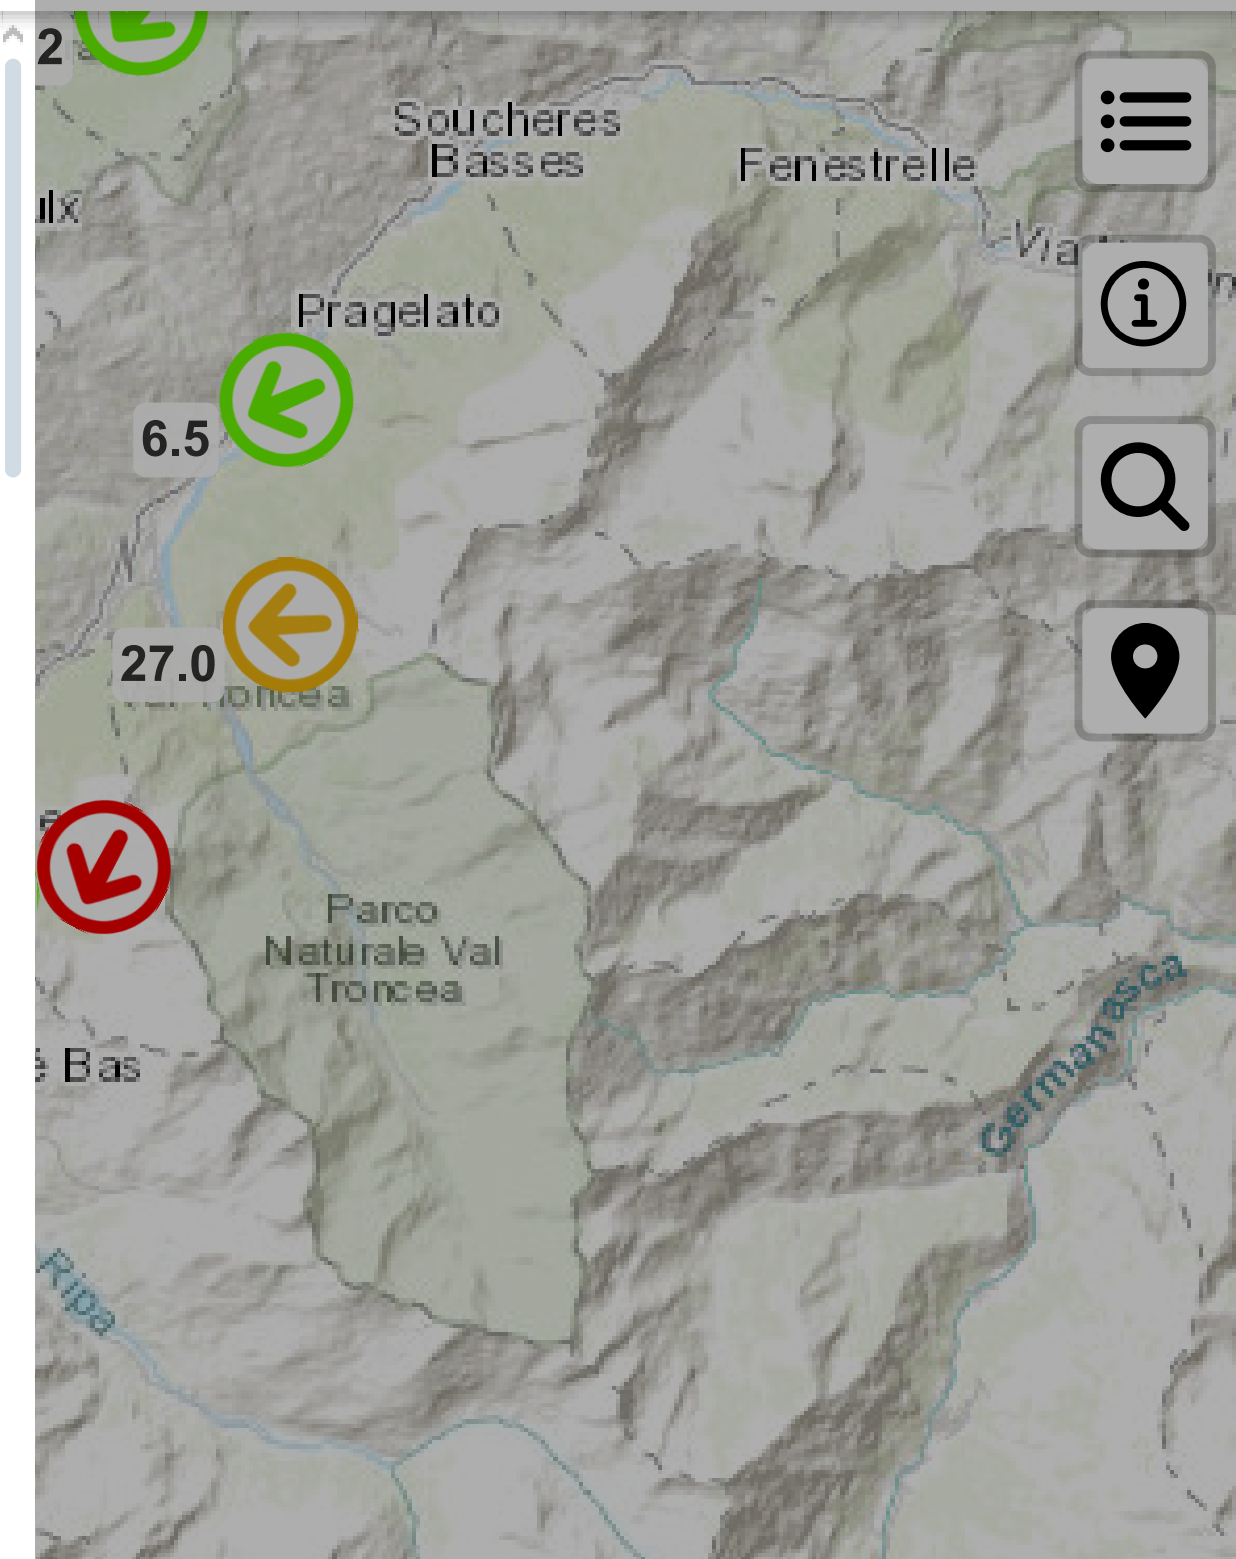 2
Soucheres
Basses
Fenestrelle
Pragelato
6.5
27.0
Parco
Naturale Val
Troncea
Bas
Germanasca
Ripa